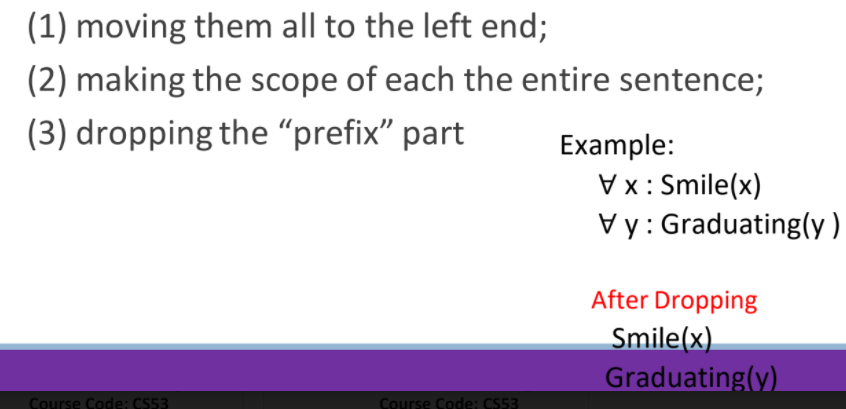 (1) moving them all to the left end;
(2) making the scope of each the entire sentence;
(3) dropping the “prefix” part
Example:
∀ x : Smile(x)
∀ y : Graduating(y )
After Dropping
Smile(x)
Graduating(y)
Course Code: CS53
Course Code: CS53